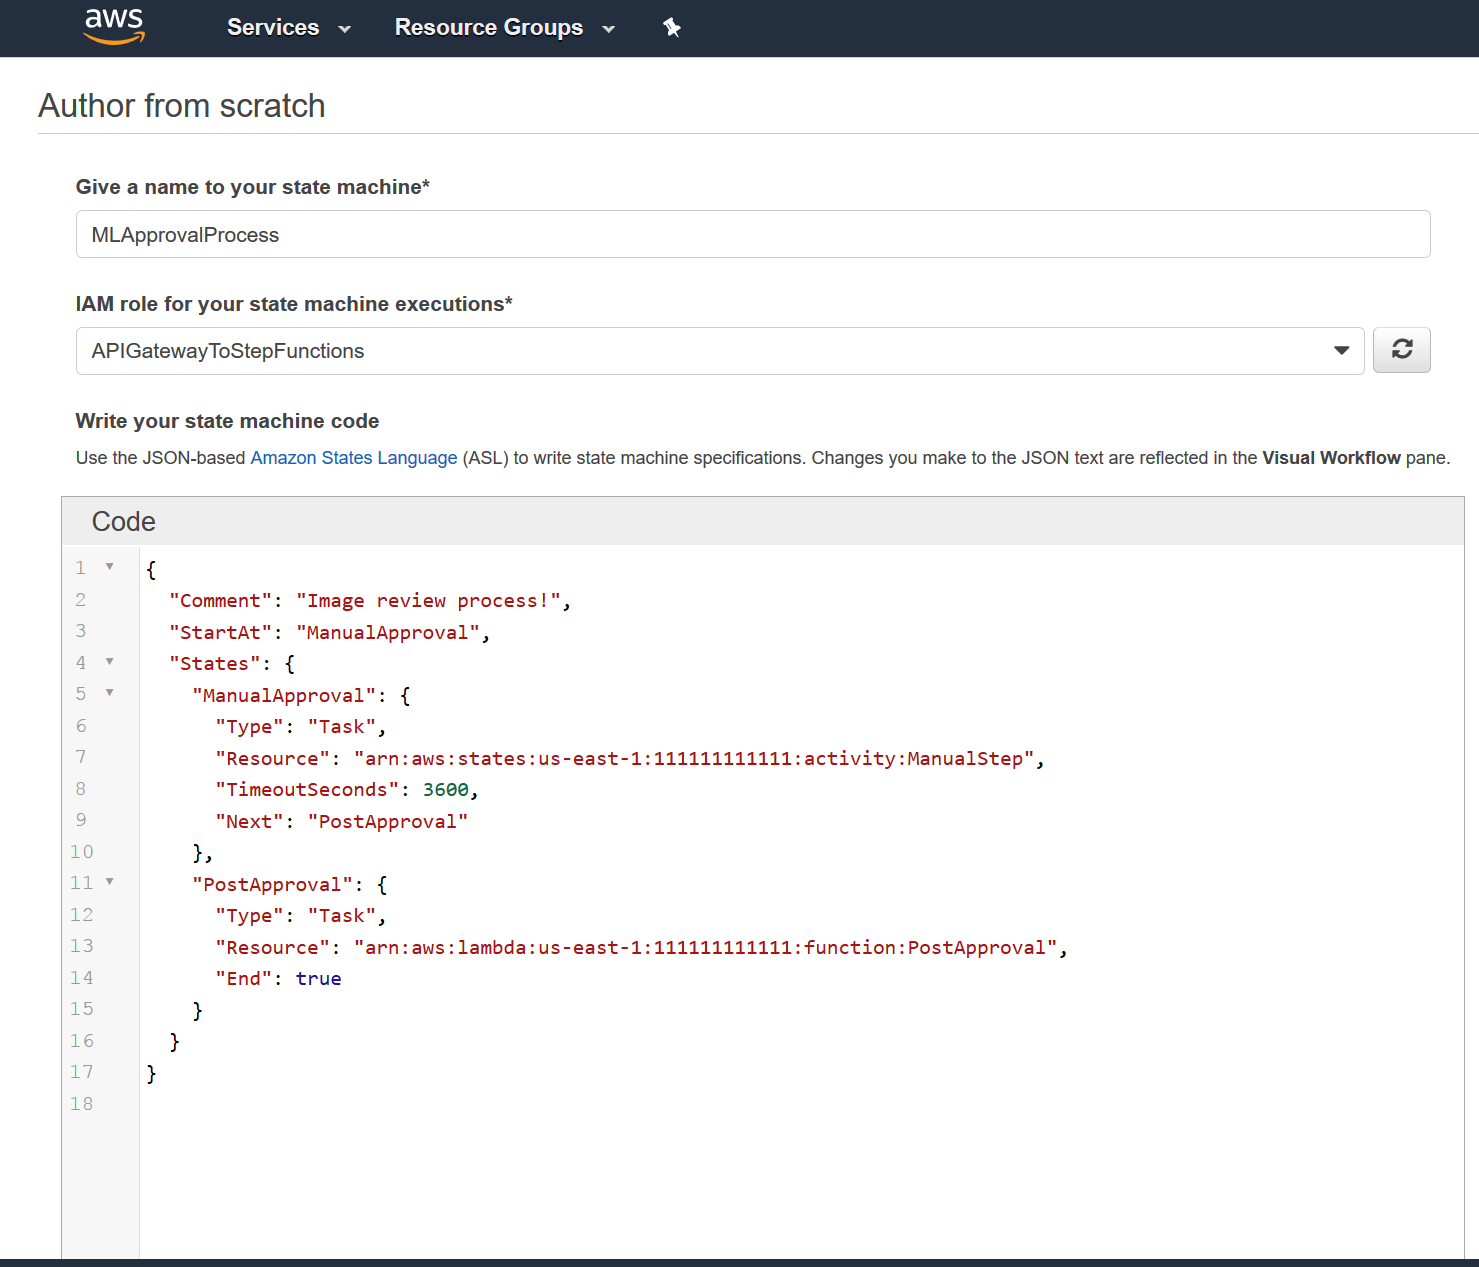 aws
Services Resource Groups
Author from scratch
Give a name to your state machine*
MLApprovalProcess
IAM role for your state machine executions*
APIGatewayToStepFunctions
Write your state machine code
Use the JSON-based Amazon States Language (ASL) to write state machine specifications. Changes you make to the JSON text are reflected in the Visual Workflow pane.
Code
1 {
2 "Comment": "Image review process!",
3 "StartAt": "ManualApproval",
4 "States": {
5 "ManualApproval": {
6 "Type": "Task",
7 "Resource": "arn:aws:states:us-east-1:111111111111:activity:ManualStep",
8 "TimeoutSeconds": 3600,
9 "Next": "PostApproval"
10 },
11 "PostApproval": {
12 "Type": "Task",
13 "Resource": "arn:aws:lambda:us-east-1:111111111111:function:PostApproval",
14 "End": true
15 }
16 }
17 }
18